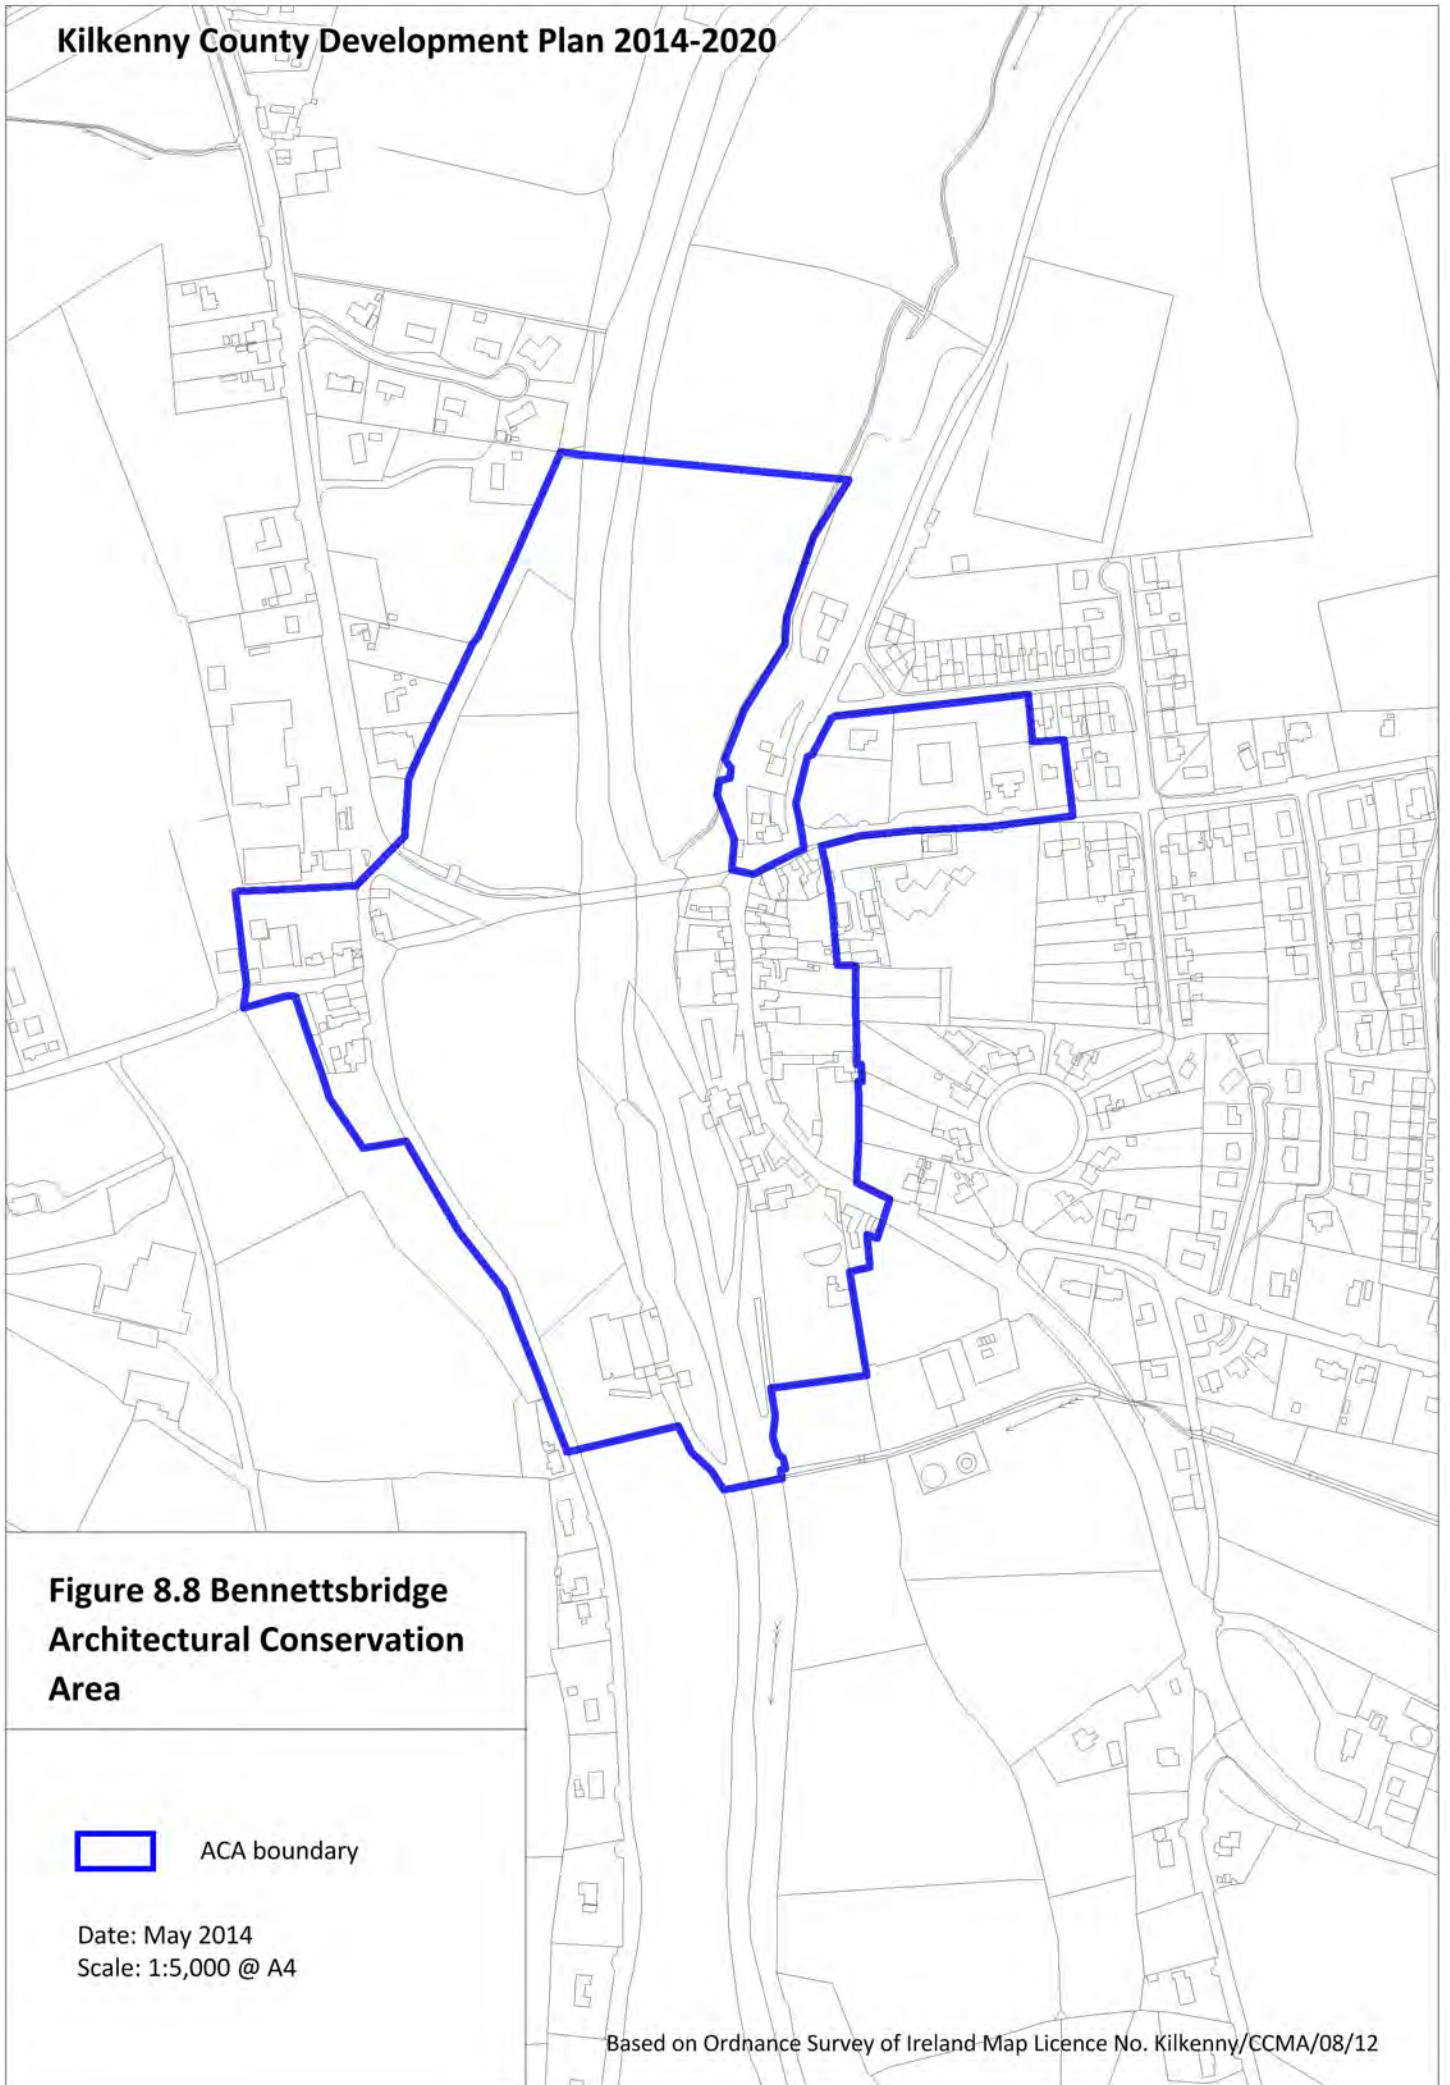 Kilkenny County Development Plan 2014-2020
Figure 8.8 Bennettsbridge
Architectural Conservation
Area
ACA boundary
Date: May 2014
Scale: 1:5,000 @ A4
Based on Ordnance Survey of Ireland Map Licence No. Kilkenny/CCMA/08/12